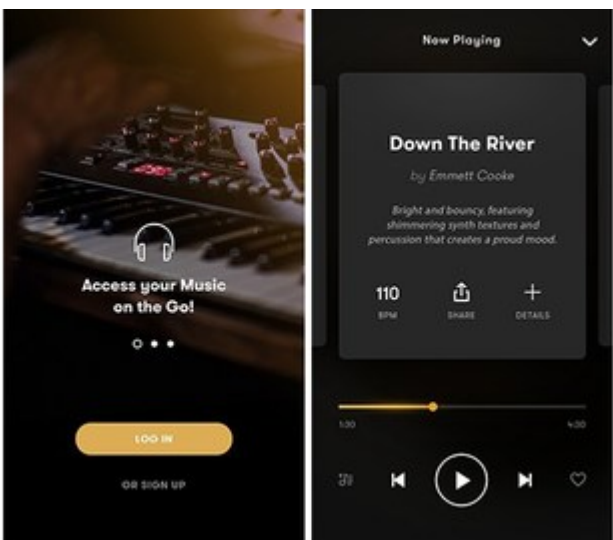 Access your Music
on the Go!
LOG IN
OR SIGN UP
Now Playing
Down The River
by Emmett Cooke
Bright and bouncy, featuring
shimmering synth textures and
percussion that creates a proud mood.
110
BPM
SHARE
DETAILS
1:30
4:30